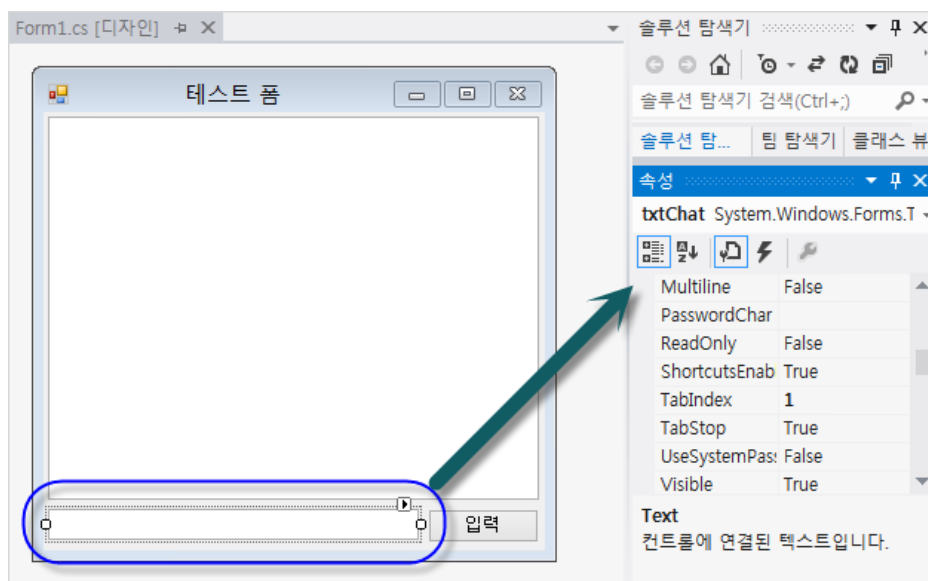 Form1.cs [디자인]
테스트 폼
입력
솔루션 탐색기
솔루션 탐색기 검색(Ctrl+;)
솔루션 탐... 팀 탐색기 클래스 뷰
속성
txtChat System.Windows.Forms.T
Multiline False
PasswordChar
ReadOnly False
ShortcutsEnab True
TabIndex 1
TabStop True
UseSystemPas False
Visible True
Text
컨트롤에 연결된 텍스트입니다.